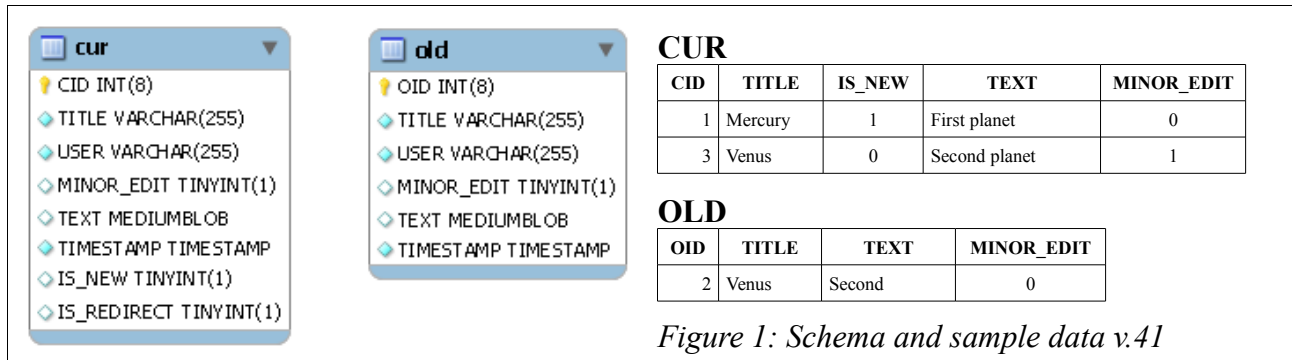 cur
CID INT(8)
TITLE VARCHAR(255)
USER VARCHAR(255)
MINOR_EDIT TINYINT(1)
TEXT MEDIUMBLOB
TIMESTAMP TIMESTAMP
IS_NEW TINYINT(1)
IS_REDIRECT TINYINT(1)
old
OID INT(8)
TITLE VARCHAR(255)
USER VARCHAR(255)
MINOR_EDIT TINYINT(1)
TEXT MEDIUMBLOB
TIMESTAMP TIMESTAMP
CUR
CID TITLE IS_NEW TEXT MINOR_EDIT
1 Mercury 1 First planet 0
3 Venus 0 Second planet 1
OLD
OID TITLE TEXT MINOR_EDIT
2 Venus Second 0
Figure 1: Schema and sample data v.41